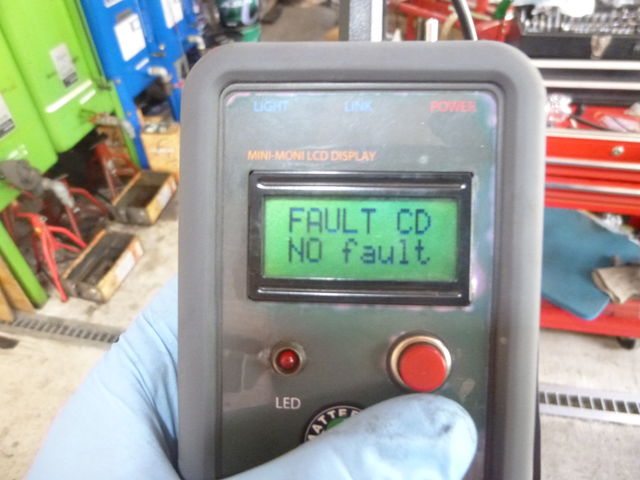 LIGHT LINK POWER
MINI-MONI LCD DISPLAY
FAULT CD
NO fault
LED